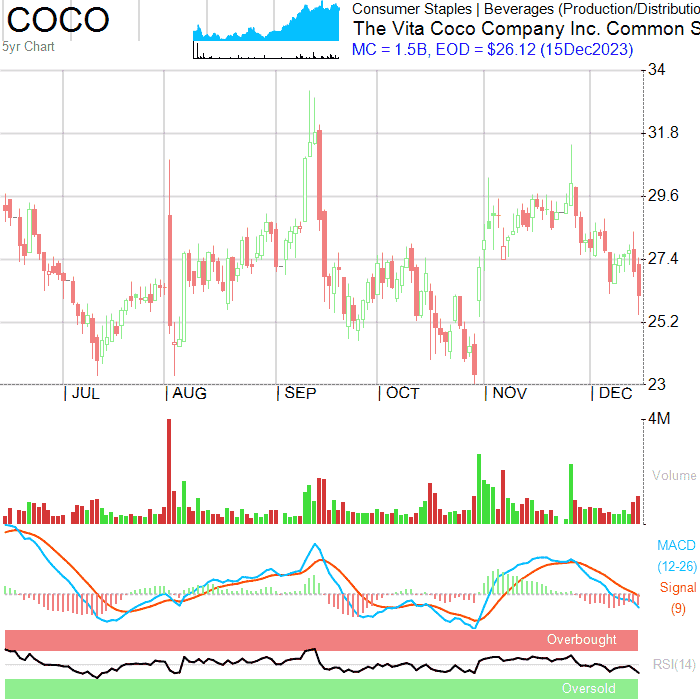 COCO
5yr Chart
Consumer Staples | Beverages (Production/Distributio
The Vita Coco Company Inc. Common S
MC = 1.5B, EOD = $26.12 (15Dec2023)
34
31.8
29.6
27.4
25.2
23
| JUL | AUG | SEP | OCT | NOV | DEC
4M
Volume
MACD
(12-26)
Signal
(9)
Overbought
RSI(14)
Oversold